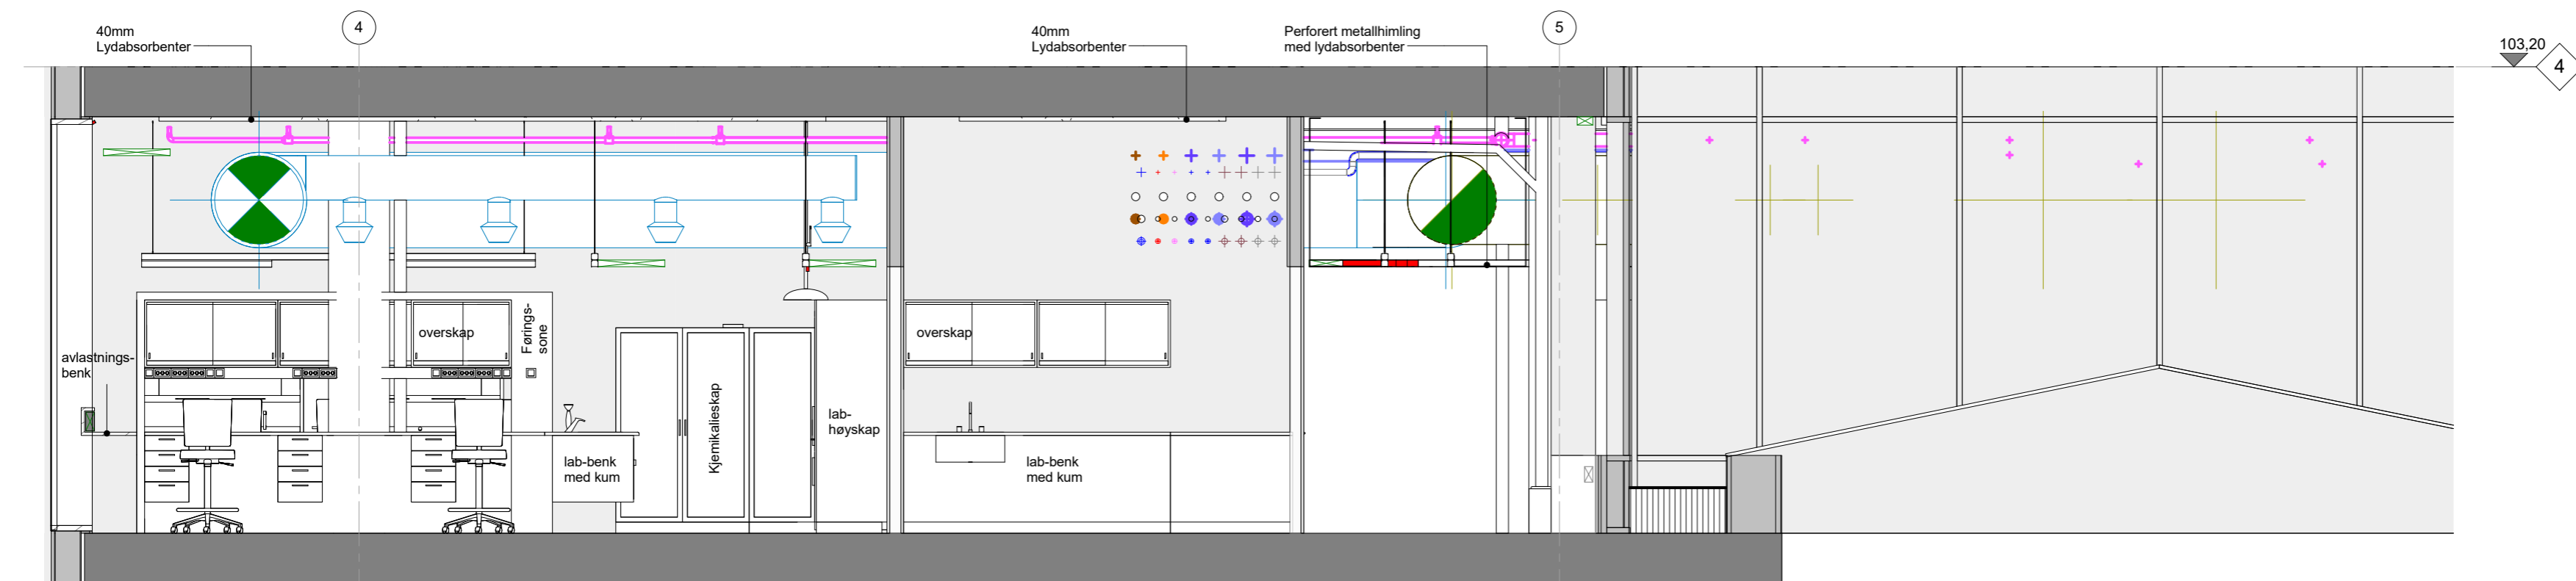 40mm
Lydabsorbenter
4
40mm
Lydabsorbenter
Perforert metallhimling
med lydabsorbenter
5
103,20
4
avlastnings-
benk
overskap
Førings-
sone
overskap
Kjemikalieskap
lab-
høyskap
lab-benk
med kum
lab-benk
med kum